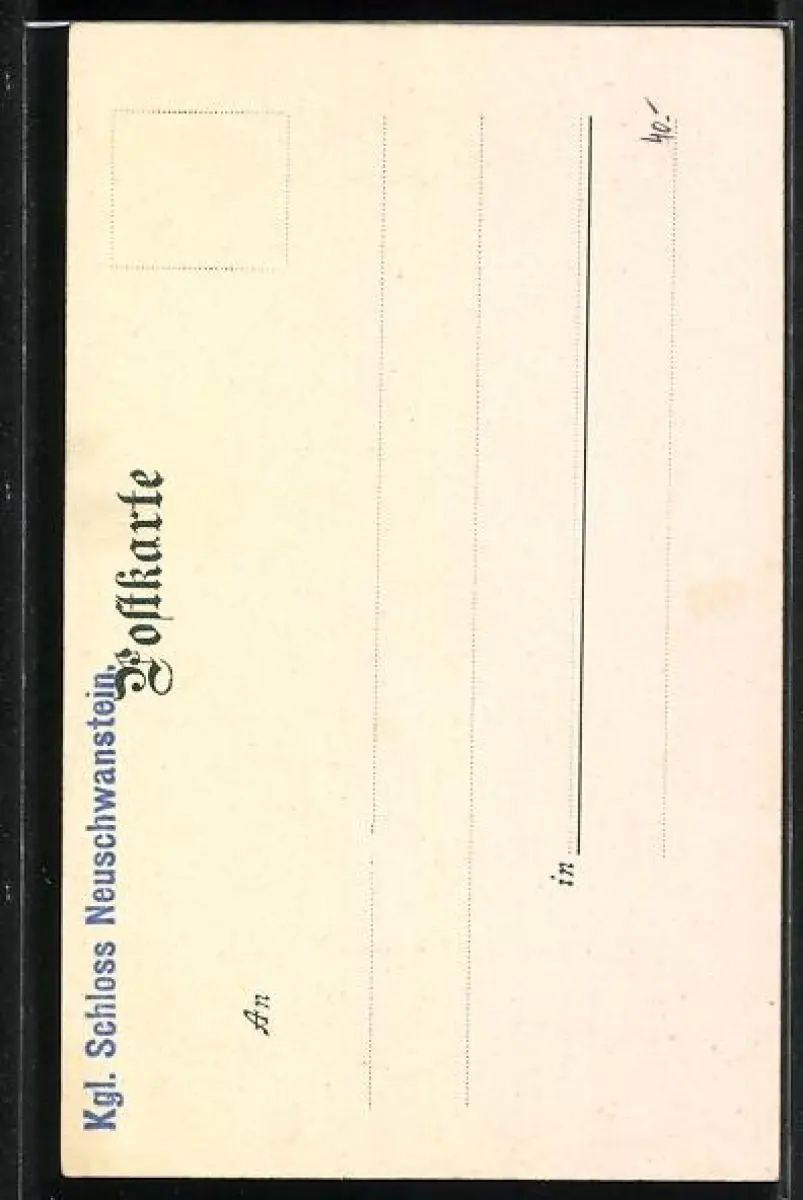 Kgl. Schloss Neuschwanstein.
Poſtkarte
An
in
40.-